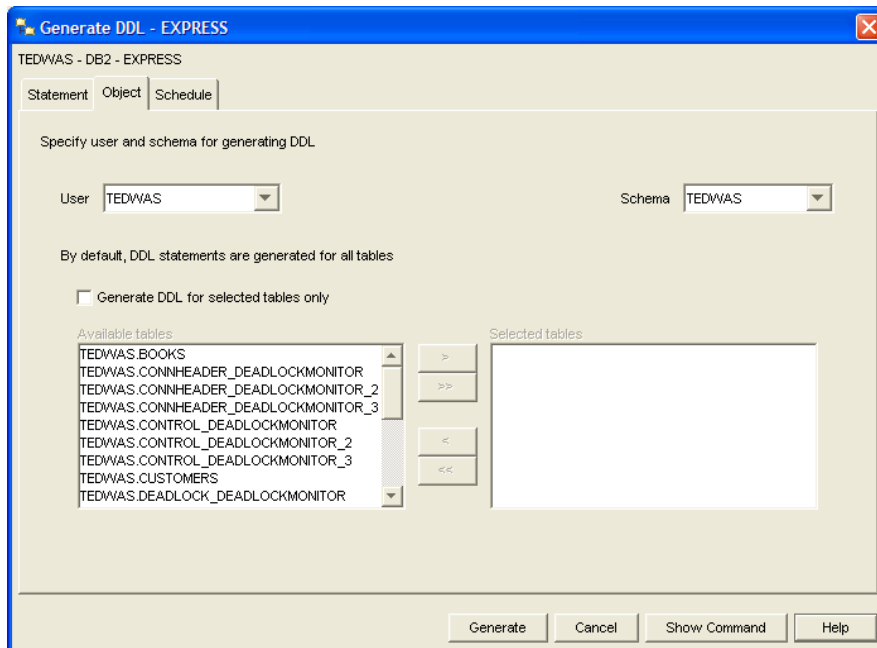 Generate DDL - EXPRESS
TEDWAS - DB2 - EXPRESS
Statement Object Schedule
Specify user and schema for generating DDL
User TEDWAS Schema TEDWAS
By default, DDL statements are generated for all tables
Generate DDL for selected tables only
Available tables Selected tables
TEDWAS.BOOKS
TEDWAS.CONNHEADER_DEADLOCKMONITOR
TEDWAS.CONNHEADER_DEADLOCKMONITOR_2
TEDWAS.CONNHEADER_DEADLOCKMONITOR_3
TEDWAS.CONTROL_DEADLOCKMONITOR
TEDWAS.CONTROL_DEADLOCKMONITOR_2
TEDWAS.CONTROL_DEADLOCKMONITOR_3
TEDWAS.CUSTOMERS
TEDWAS.DEADLOCK_DEADLOCKMONITOR
>
>>
<
<<
Generate Cancel Show Command Help